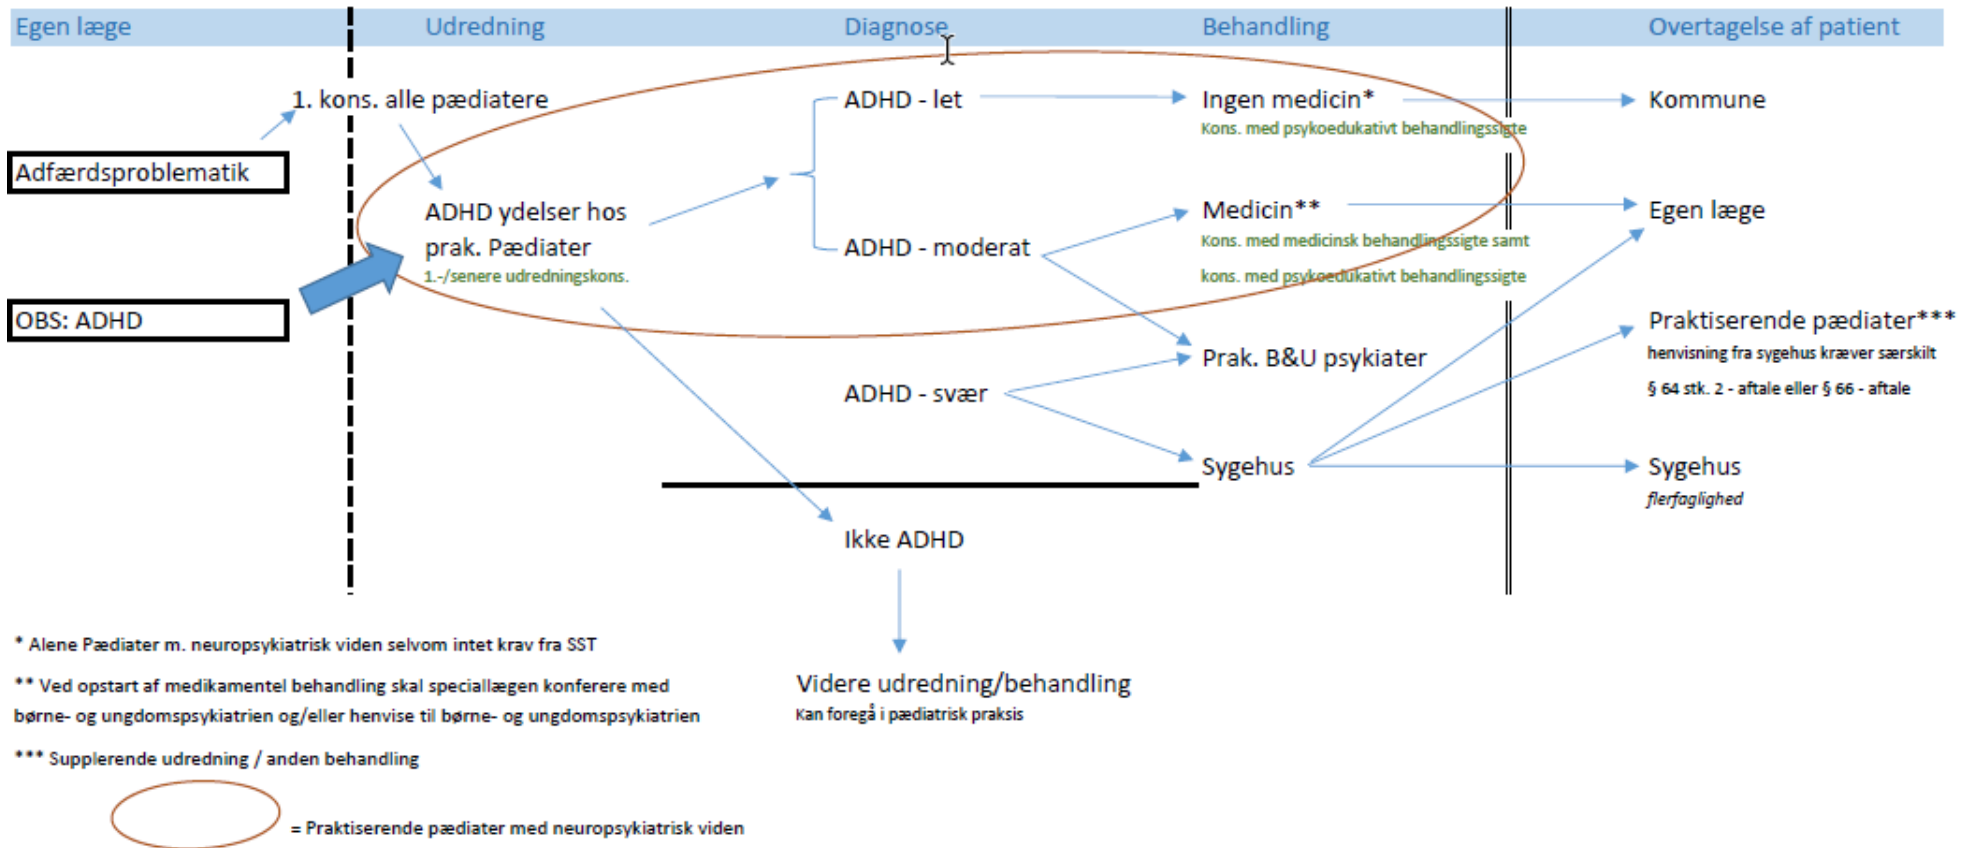 Egen læge
Udredning
Diagnose
Behandling
Overtagelse af patient
1. kons. alle pædiatere
ADHD - let
Ingen medicin*
Kons. med psykoedukativt behandlingssigte
Kommune
Adfærdsproblematik
ADHD ydelser hos
prak. Pædiater
1.-/senere udredningskons.
ADHD - moderat
Medicin**
Kons. med medicinsk behandlingssigte samt
kons. med psykoedukativt behandlingssigte
Egen læge
OBS: ADHD
Praktiserende pædiater***
henvisning fra sygehus kræver særskilt
§ 64 stk. 2 - aftale eller § 66 - aftale
Prak. B&U psykiater
ADHD - svær
Sygehus
Sygehus
flerfaglighed
Ikke ADHD
Videre udredning/behandling
Kan foregå i pædiatrisk praksis
* Alene Pædiater m. neuropsykiatrisk viden selvom intet krav fra SST
** Ved opstart af medikamentel behandling skal speciallægen konferere med
børne- og ungdomspsykiatrien og/eller henvise til børne- og ungdomspsykiatrien
*** Supplerende udredning / anden behandling
= Praktiserende pædiater med neuropsykiatrisk viden